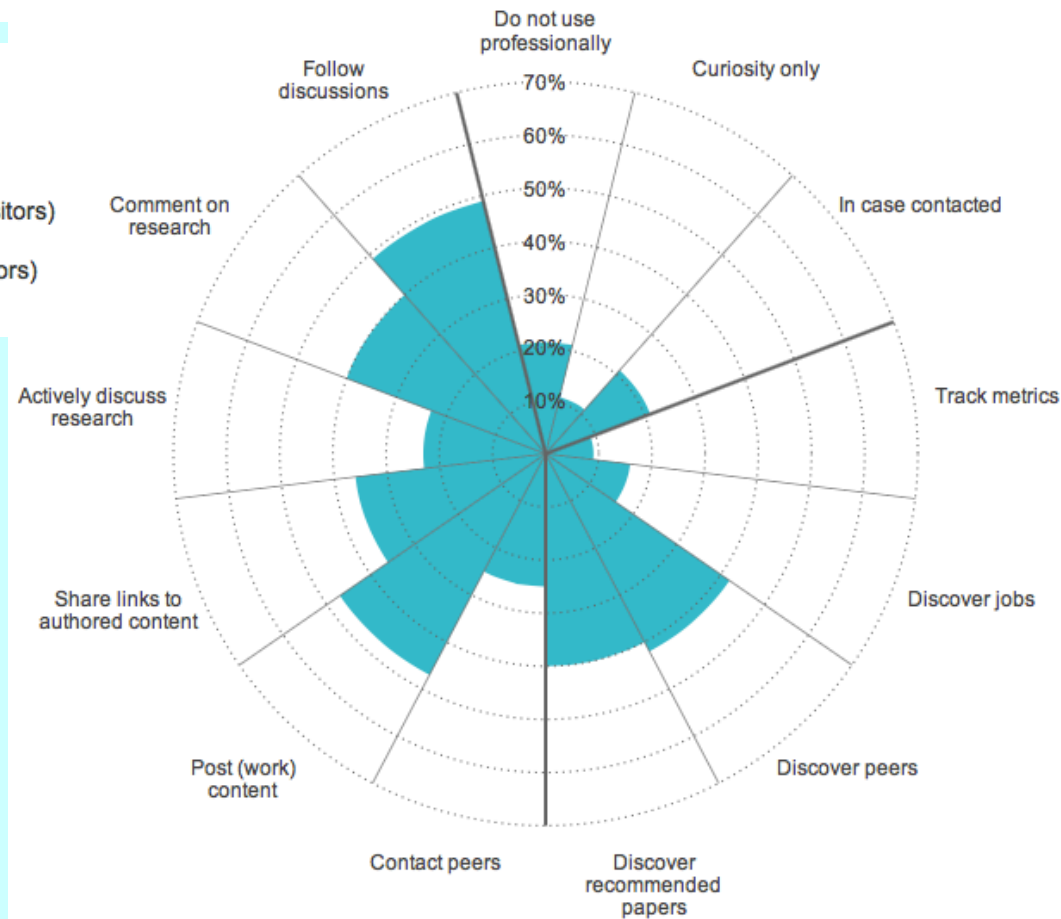 Do not use
professionally
Curiosity only
In case contacted
Track metrics
Discover jobs
Discover peers
Discover
recommended
papers
Contact peers
Post (work)
content
Share links to
authored content
Actively discuss
research
Comment on
research
Follow
discussions
70%
60%
50%
40%
30%
20%
10%
itors)
ors)